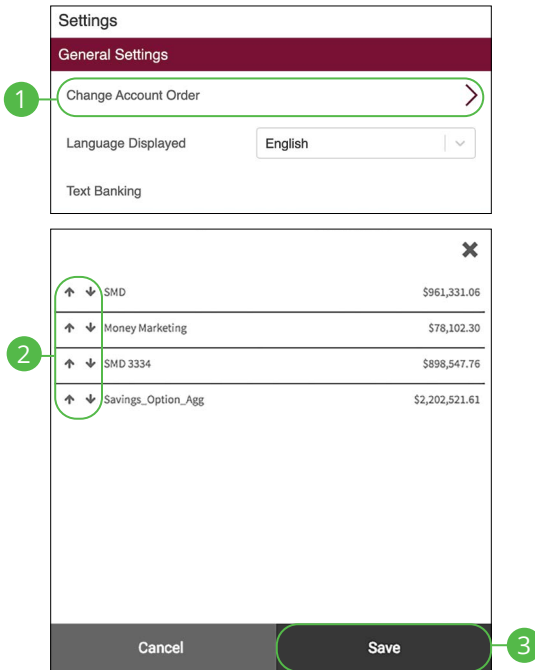 Settings
General Settings
1 Change Account Order
Language Displayed English
Text Banking
SMD $961,331.06
Money Marketing $78,102.30
2
SMD 3334 $898,547.76
Savings_Option_Agg $2,202,521.61
Cancel Save 3